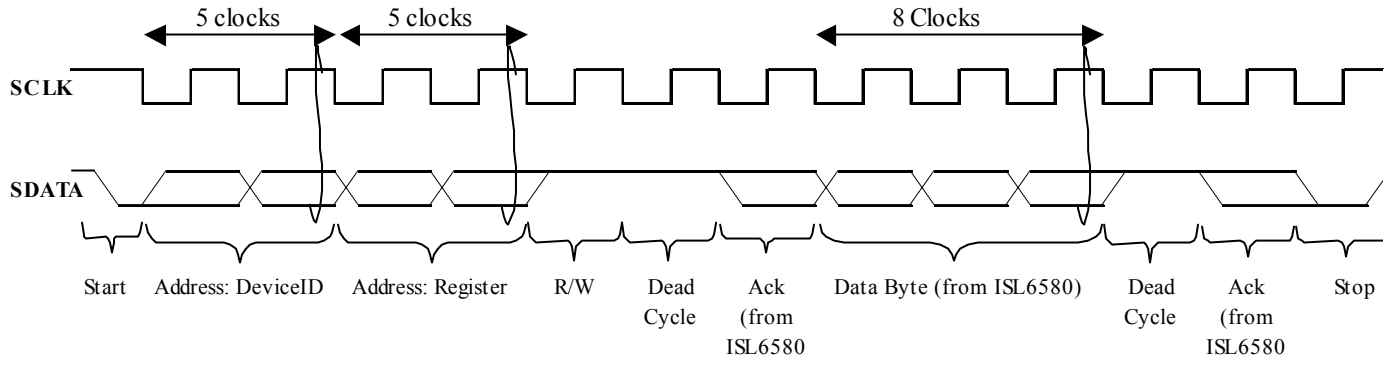 5 clocks
5 clocks
8 Clocks
SCLK
SDATA
Start
Address: DeviceID
Address: Register
R/W
Dead
Cycle
Ack
(from
ISL6580
Data Byte (from ISL6580)
Dead
Cycle
Ack
(from
ISL6580
Stop